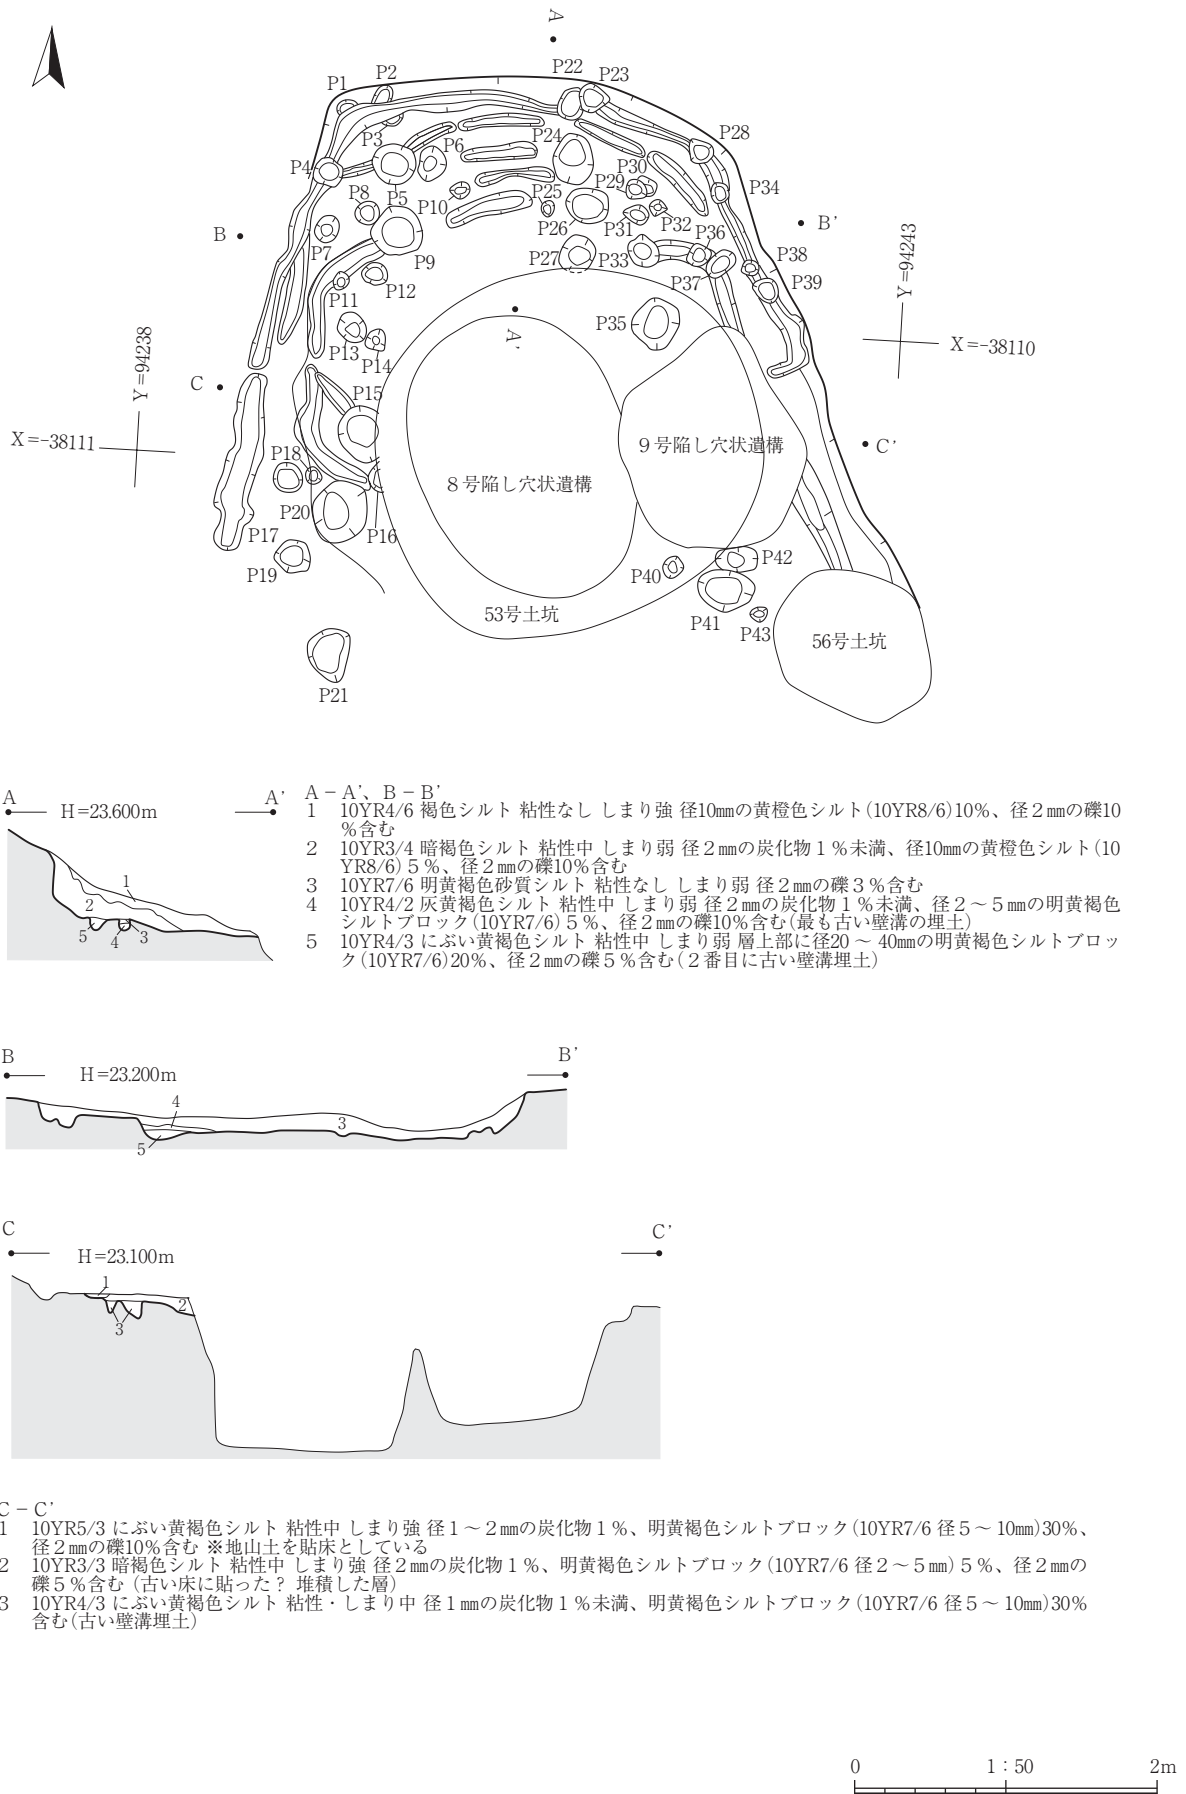 A
P22
P23
P1
P2
P28
P3
P6
P24
P4
P30
P34
P8
P5
P10
P25
P29
B
P7
P26
P31
P32
P36
B'
P9
P27
P33
P38
P11
P12
P37
P39
Y=94243
A'
P35
X=-38110
P13
P14
Y=94238
C
P15
X=-38111
9号陥し穴状遺構
C'
P18
8号陥し穴状遺構
P20
P17
P16
P19
P40
P42
53号土坑
P41
P43
56号土坑
P21
A
H=23.600m
A'
1
2
5
4
3
A-A'、B-B'
1 10YR4/6 褐色シルト 粘性なし しまり強 径10㎜の黄橙色シルト(10YR8/6)10%、径2㎜の礫10
%含む
2 10YR3/4 暗褐色シルト 粘性中 しまり弱 径2㎜の炭化物1%未満、径10㎜の黄橙色シルト(10
YR8/6)5%、径2㎜の礫10%含む
3 10YR7/6 明黄褐色砂質シルト 粘性なし しまり弱 径2㎜の礫3%含む
4 10YR4/2 灰黄褐色シルト 粘性中 しまり弱 径2㎜の炭化物1%未満、径2～5㎜の明黄褐色
シルトブロック(10YR7/6)5%、径2㎜の礫10%含む(最も古い壁溝の埋土)
5 10YR4/3 にぶい黄褐色シルト 粘性中 しまり弱 層上部に径20～40㎜の明黄褐色シルトブロッ
ク(10YR7/6)20%、径2㎜の礫5%含む(2番目に古い壁溝埋土)
B
H=23.200m
B'
4
3
5
C
H=23.100m
C'
1
2
3
C-C'
1 10YR5/3 にぶい黄褐色シルト 粘性中 しまり強 径1～2㎜の炭化物1%、明黄褐色シルトブロック(10YR7/6 径5～10㎜)30%、
径2㎜の礫10%含む ※地山土を貼床としている
2 10YR3/3 暗褐色シルト 粘性中 しまり強 径2㎜の炭化物1%、明黄褐色シルトブロック(10YR7/6 径2～5㎜)5%、径2㎜の
礫5%含む(古い床に貼った? 堆積した層)
3 10YR4/3 にぶい黄褐色シルト 粘性・しまり中 径1㎜の炭化物1%未満、明黄褐色シルトブロック(10YR7/6 径5～10㎜)30%
含む(古い壁溝埋土)
0 1:50 2m